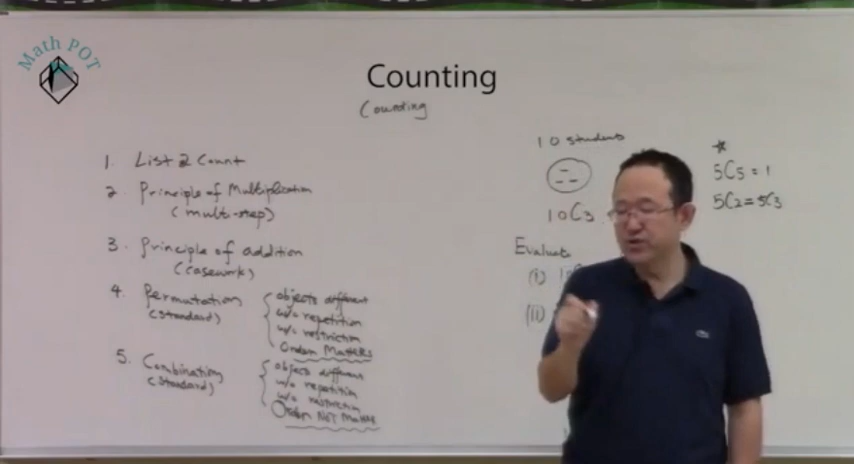 Math POT
Counting
Counting
1. List & Count
2. Principle of Multiplication
(multi-step)
3. Principle of addition
(casework)
4. Permutation
(standard)
objects different
w/o repetition
w/o restriction
Order Matters
5. Combination
(standard)
object different
w/o repetition
w/o restriction
Order Not Matter
10 students
10C3
Evaluate
(i)
(ii)
5C5 = 1
5C2 = 5C3